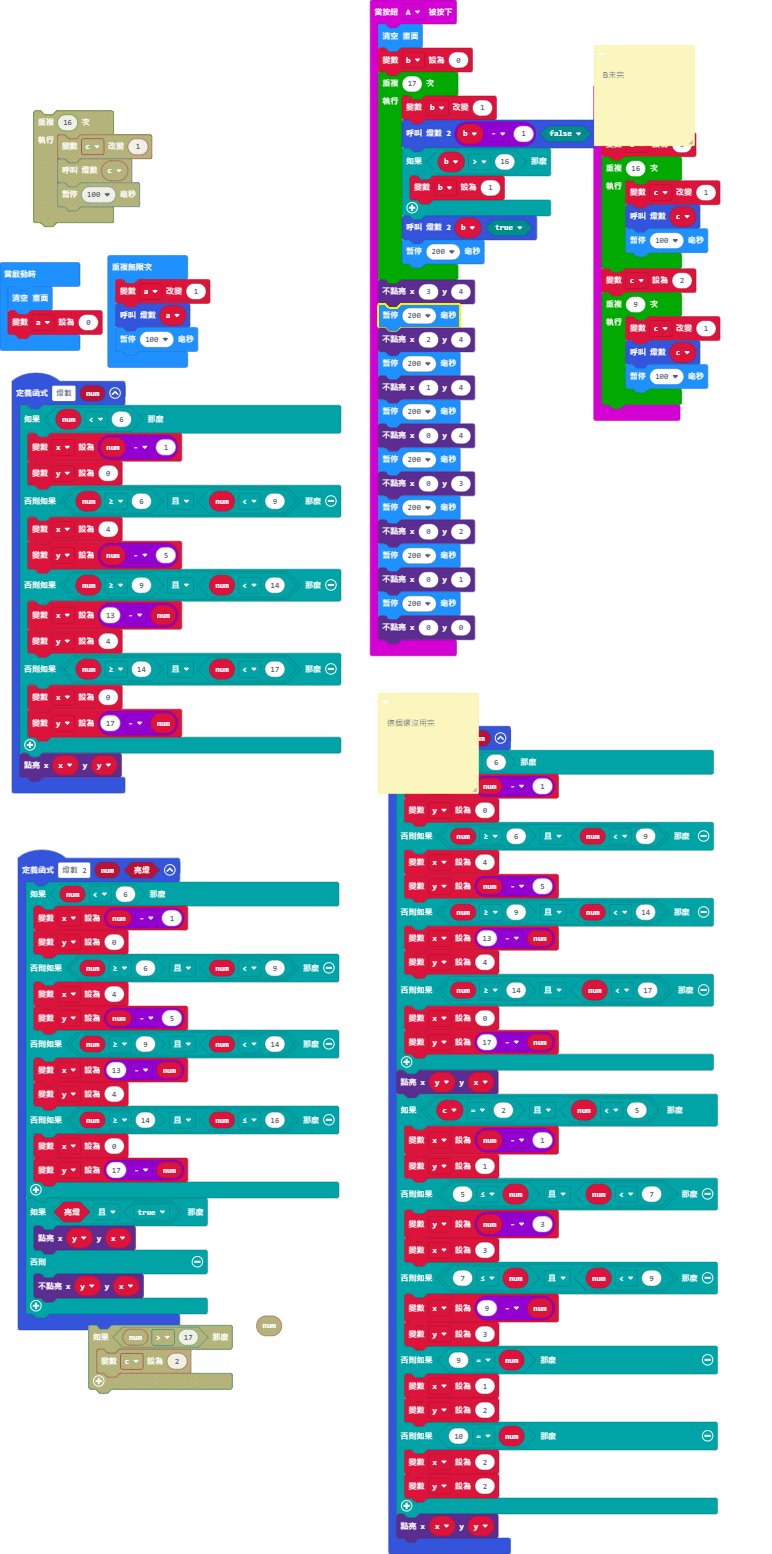 重複 16 次
執行 變數 c 改變 1
呼叫 燈數 c
暫停 100 毫秒
當啟動時
清空 畫面
變數 a 設為 0
重複無限次
變數 a 改變 1
呼叫 燈數 a
暫停 100 毫秒
定義函式 燈數 num
如果 num < 6 那麼
變數 x 設為 num - 1
變數 y 設為 0
否則如果 num ≥ 6 且 num < 9 那麼
變數 x 設為 4
變數 y 設為 num - 5
否則如果 num ≥ 9 且 num < 14 那麼
變數 x 設為 13 - num
變數 y 設為 4
否則如果 num ≥ 14 且 num < 17 那麼
變數 x 設為 0
變數 y 設為 17 - num
點亮 x x y y
定義函式 燈數 2 num 亮燈
如果 num < 6 那麼
變數 x 設為 num - 1
變數 y 設為 0
否則如果 num ≥ 6 且 num < 9 那麼
變數 x 設為 4
變數 y 設為 num - 5
否則如果 num ≥ 9 且 num < 14 那麼
變數 x 設為 13 - num
變數 y 設為 4
否則如果 num ≥ 14 且 num ≤ 16 那麼
變數 x 設為 0
變數 y 設為 17 - num
如果 亮燈 且 true 那麼
點亮 x y y x
否則
不點亮 x y y x
num
如果 num > 17 那麼
變數 c 設為 2
當按鈕 A 被按下
清空 畫面
變數 b 設為 0
重複 17 次
執行 變數 b 改變 1
呼叫 燈數 2 b - 1 false
如果 b > 16 那麼
變數 b 設為 1
呼叫 燈數 2 b true
暫停 200 毫秒
不點亮 x 3 y 4
暫停 200 毫秒
不點亮 x 2 y 4
暫停 200 毫秒
不點亮 x 1 y 4
暫停 200 毫秒
不點亮 x 0 y 4
暫停 200 毫秒
不點亮 x 0 y 3
暫停 200 毫秒
不點亮 x 0 y 2
暫停 200 毫秒
不點亮 x 0 y 1
暫停 200 毫秒
不點亮 x 0 y 0
B未完
重複 16 次
執行 變數 c 改變 1
呼叫 燈數 c
暫停 100 毫秒
變數 c 設為 2
重複 9 次
執行 變數 c 改變 1
呼叫 燈數 c
暫停 100 毫秒
這個還沒用完
6 那麼
num - 1
變數 y 設為 0
否則如果 num ≥ 6 且 num < 9 那麼
變數 x 設為 4
變數 y 設為 num - 5
否則如果 num ≥ 9 且 num < 14 那麼
變數 x 設為 13 - num
變數 y 設為 4
否則如果 num ≥ 14 且 num < 17 那麼
變數 x 設為 0
變數 y 設為 17 - num
點亮 x y y x
如果 c = 2 且 num < 5 那麼
變數 x 設為 num - 1
變數 y 設為 1
否則如果 5 ≤ num 且 num < 7 那麼
變數 y 設為 num - 3
變數 x 設為 3
否則如果 7 ≤ num 且 num < 9 那麼
變數 x 設為 9 - num
變數 y 設為 3
否則如果 9 = num 那麼
變數 x 設為 1
變數 y 設為 2
否則如果 10 = num 那麼
變數 x 設為 2
變數 y 設為 2
點亮 x x y y